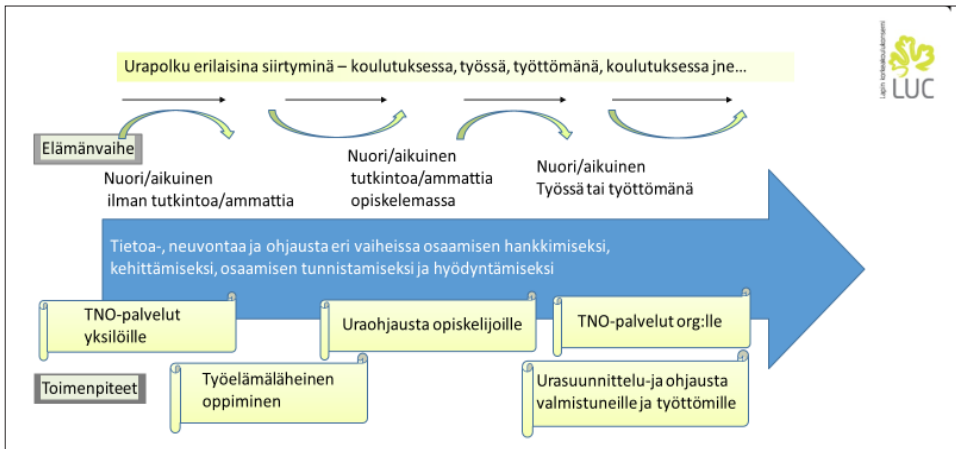 Urapolku erilaisina siirtyminä – koulutuksessa, työssä, työttömänä, koulutuksessa jne...
Lapin korkeakoulukonserni
LUC
Elämänvaihe
Nuori/aikuinen
ilman tutkintoa/ammattia
Nuori/aikuinen
tutkintoa/ammattia
opiskelemassa
Nuori/aikuinen
Työssä tai työttömänä
Tietoa-, neuvontaa ja ohjausta eri vaiheissa osaamisen hankkimiseksi,
kehittämiseksi, osaamisen tunnistamiseksi ja hyödyntämiseksi
TNO-palvelut
yksilöille
Uraohjausta opiskelijoille
TNO-palvelut org:lle
Toimenpiteet
Työelämäläheinen
oppiminen
Urasuunnittelu-ja ohjausta
valmistuneille ja työttömille